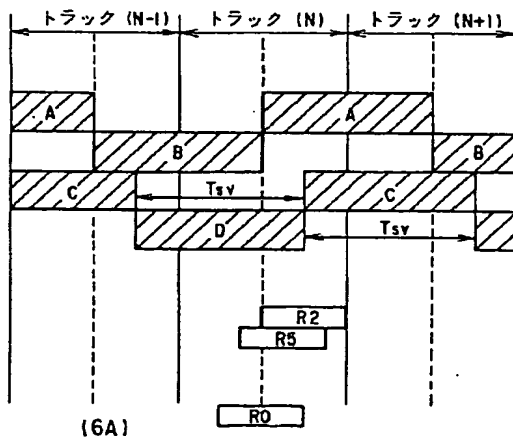 トラック (N-1) トラック (N) トラック (N+1)
A A
B B
C Tsv C
D Tsv
R2
R5
R0
(6A)